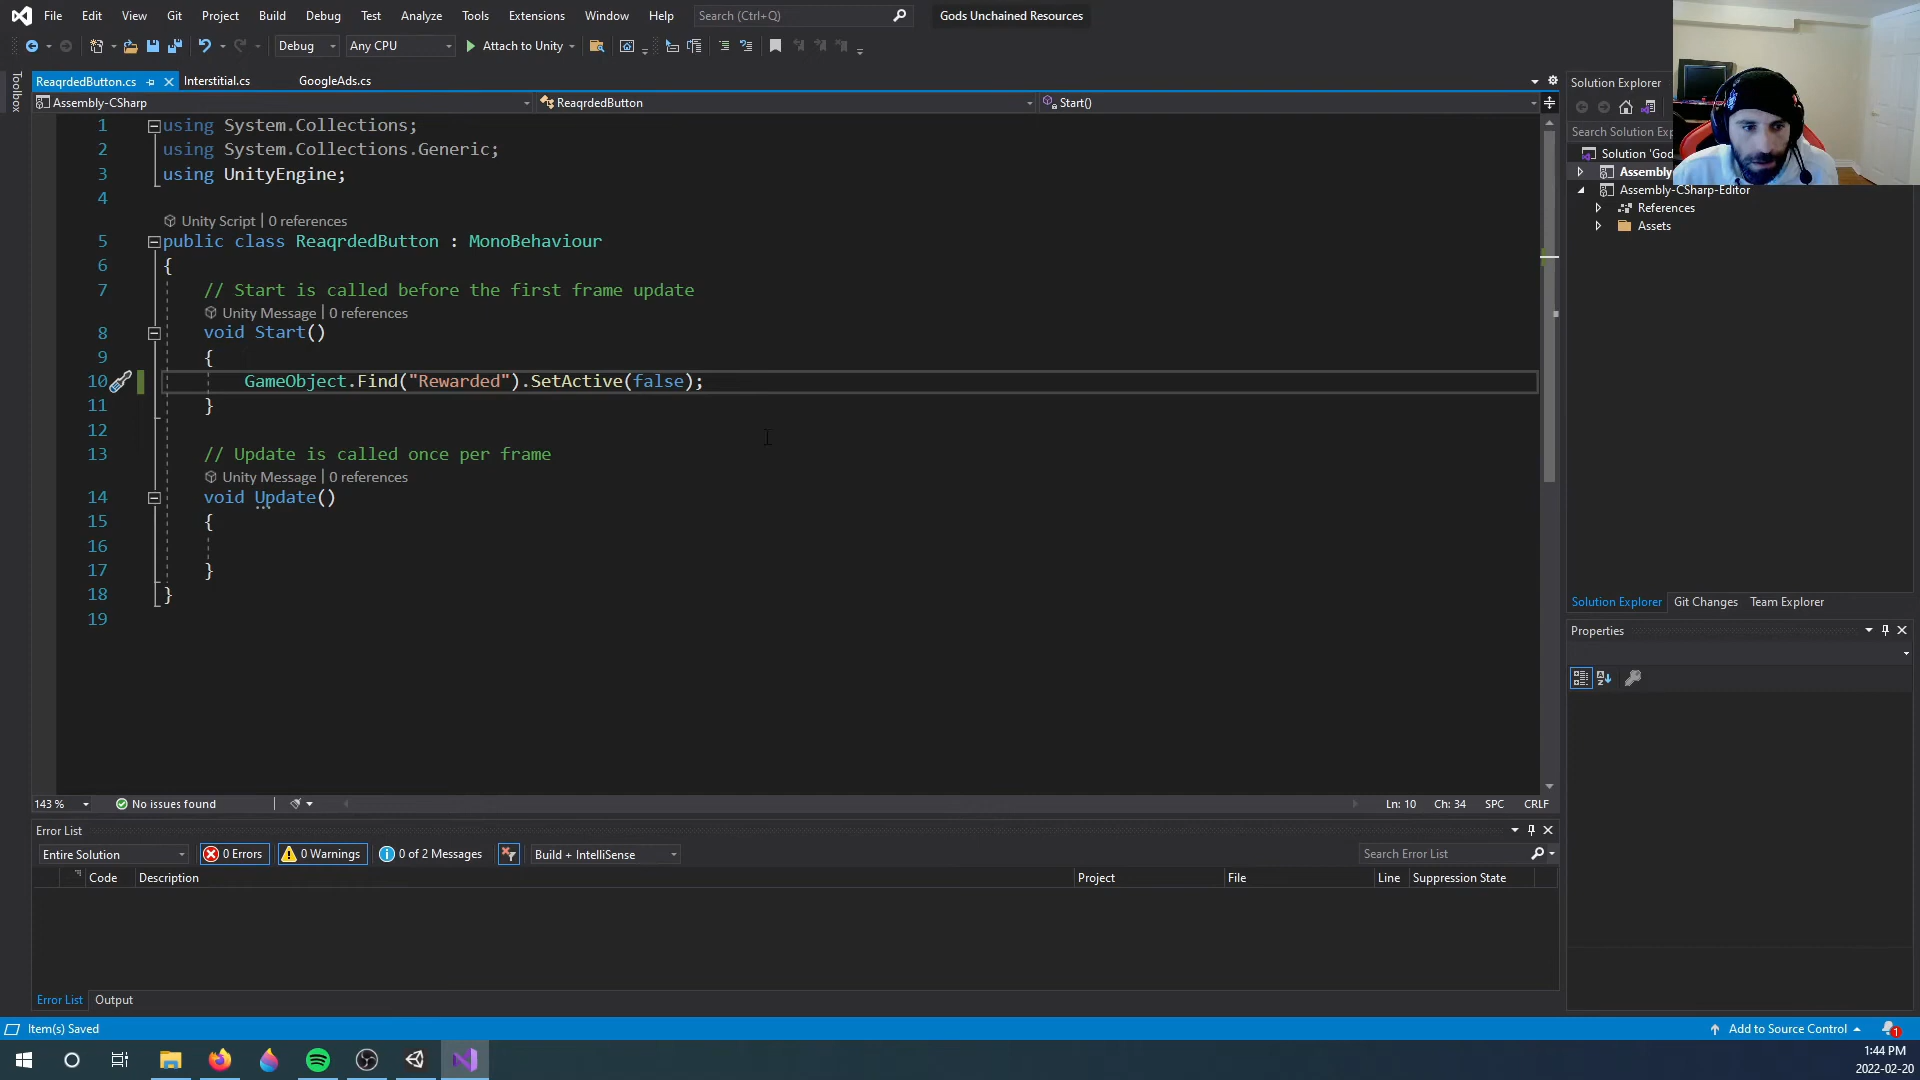 File Edit View Git Project Build Debug Test Analyze Tools Extensions Window Help Search (Ctrl+Q) Gods Unchained Resources
Debug Any CPU Attach to Unity
Toolbox
ReaqrdedButton.cs Interstitial.cs GoogleAds.cs
Assembly-CSharp ReaqrdedButton Start()
1 using System.Collections;
2 using System.Collections.Generic;
3 using UnityEngine;
4
Unity Script | 0 references
5 public class ReaqrdedButton : MonoBehaviour
6 {
7 // Start is called before the first frame update
Unity Message | 0 references
8 void Start()
9 {
10 GameObject.Find("Rewarded").SetActive(false);
11 }
12
13 // Update is called once per frame
Unity Message | 0 references
14 void Update()
15 {
16
17 }
18 }
19
143 % No issues found Ln: 10 Ch: 34 SPC CRLF
Error List
Entire Solution 0 Errors 0 Warnings 0 of 2 Messages Build + IntelliSense Search Error List
Code Description Project File Line Suppression State
Error List Output
Solution Explorer
Search Solution Exp
Solution 'God
Assembly
Assembly-CSharp-Editor
References
Assets
Solution Explorer Git Changes Team Explorer
Properties
Item(s) Saved Add to Source Control 1
1:44 PM
2022-02-20